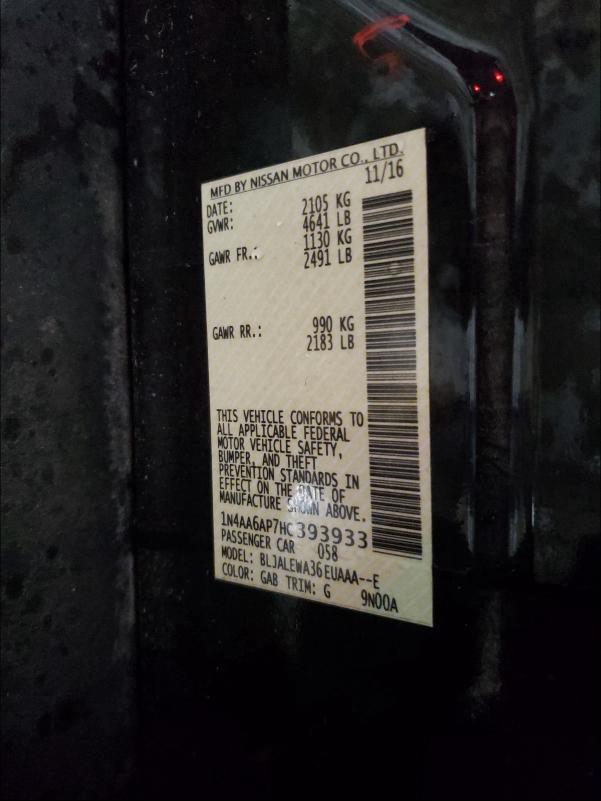 MFD BY NISSAN MOTOR CO., LTD.
DATE: 11/16
GVWR: 2105 KG
4641 LB
GAWR FR.: 1130 KG
2491 LB
GAWR RR.: 990 KG
2183 LB
THIS VEHICLE CONFORMS TO
ALL APPLICABLE FEDERAL
MOTOR VEHICLE SAFETY,
BUMPER, AND THEFT
PREVENTION STANDARDS IN
EFFECT ON THE DATE OF
MANUFACTURE SHOWN ABOVE.
1N4AA6AP7HC393933
PASSENGER CAR 058
MODEL: BLJALEWA36EUAAA--E
COLOR: GAB TRIM: G 9N00A